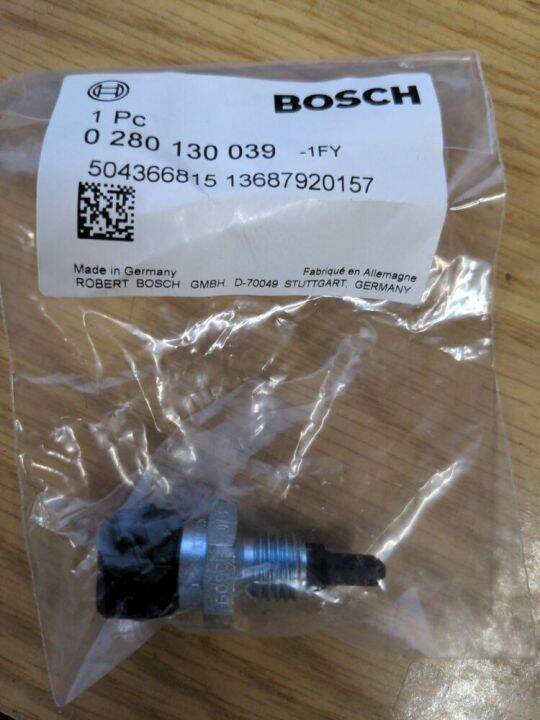 BOSCH
1 Pc
0 280 130 039 -1FY
504366815 13687920157
Made in Germany Fabriqué en Allemagne
ROBERT BOSCH GMBH, D-70049 STUTTGART, GERMANY